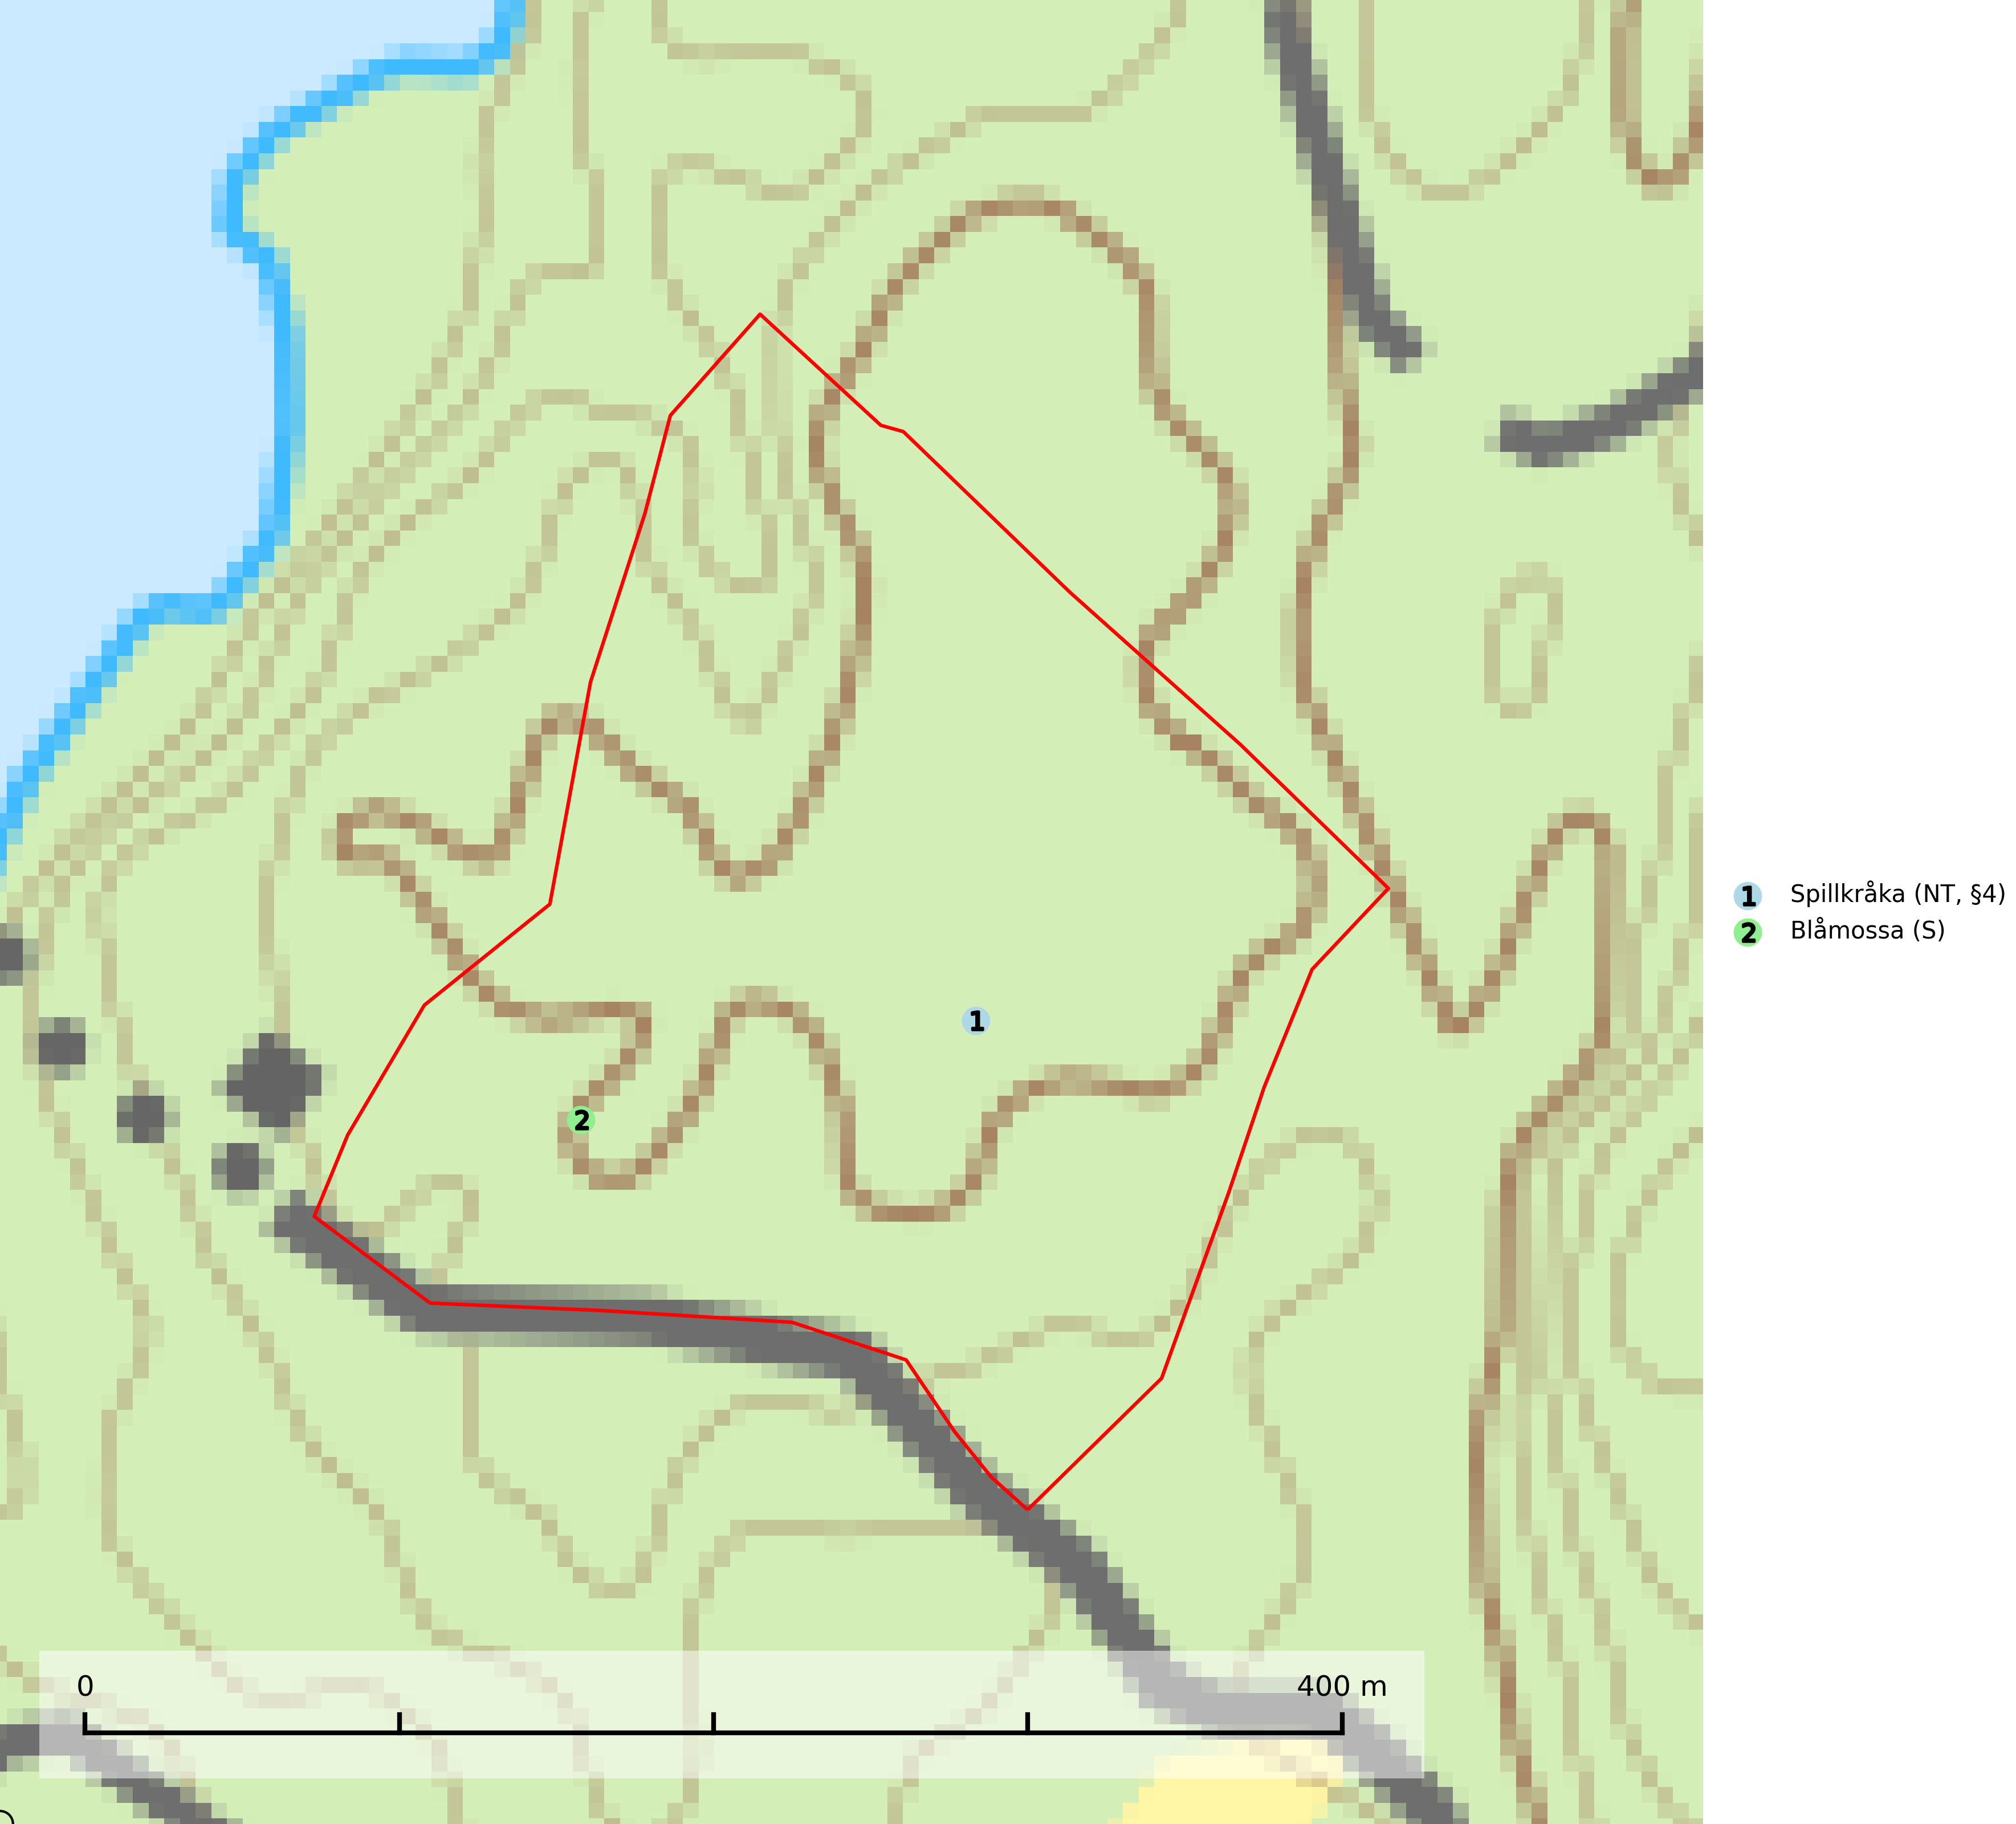 1
2
1 Spillkråka (NT, §4)
2 Blåmossa (S)
0 400 m